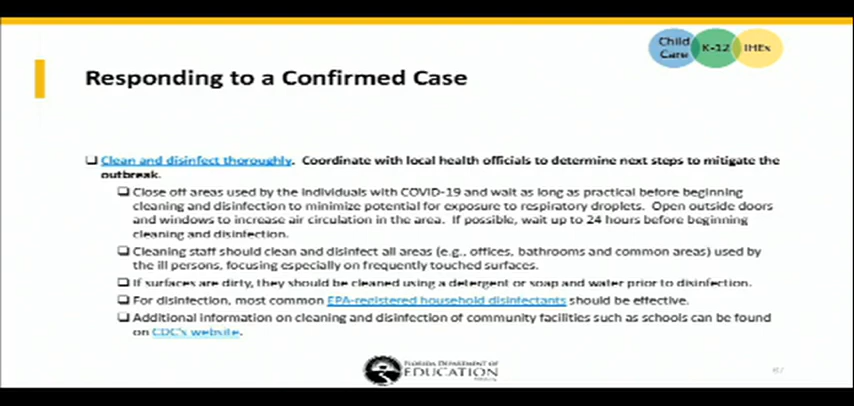 Child Care K-12 IHEs
Responding to a Confirmed Case
❑ Clean and disinfect thoroughly. Coordinate with local health officials to determine next steps to mitigate the
outbreak.
❑ Close off areas used by the individuals with COVID-19 and wait as long as practical before beginning
cleaning and disinfection to minimize potential for exposure to respiratory droplets. Open outside doors
and windows to increase air circulation in the area. If possible, wait up to 24 hours before beginning
cleaning and disinfection.
❑ Cleaning staff should clean and disinfect all areas (e.g., offices, bathrooms and common areas) used by
the ill persons, focusing especially on frequently touched surfaces.
❑ If surfaces are dirty, they should be cleaned using a detergent or soap and water prior to disinfection.
❑ For disinfection, most common EPA-registered household disinfectants should be effective.
❑ Additional information on cleaning and disinfection of community facilities such as schools can be found
on CDC's website.
FLORIDA DEPARTMENT OF
EDUCATION